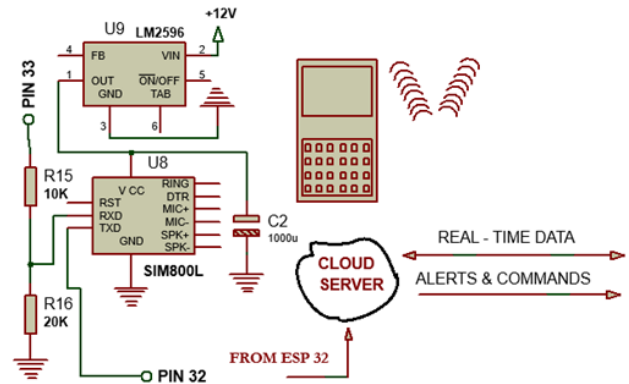 +12V
U9
LM2596
4
FB
VIN
2
1
OUT
ON/OFF
5
GND
TAB
3
6
PIN 33
U8
R15
10K
V CC
RING
DTR
RST
MIC+
RXD
MIC-
TXD
SPK+
GND
SPK-
SIM800L
C2
1000u
R16
20K
PIN 32
CLOUD
SERVER
REAL - TIME DATA
ALERTS & COMMANDS
FROM ESP 32